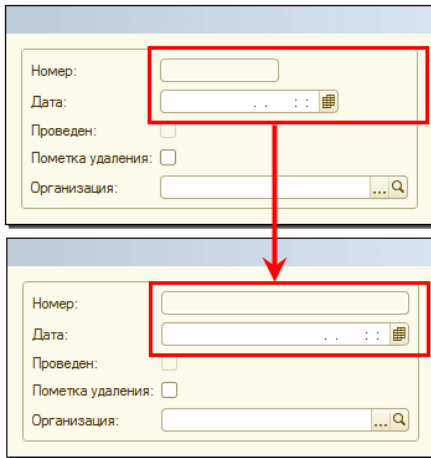 Номер:
Дата: . . : :
Проведен:
Пометка удаления:
Организация: ...
Номер:
Дата: . . : :
Проведен:
Пометка удаления:
Организация: ...